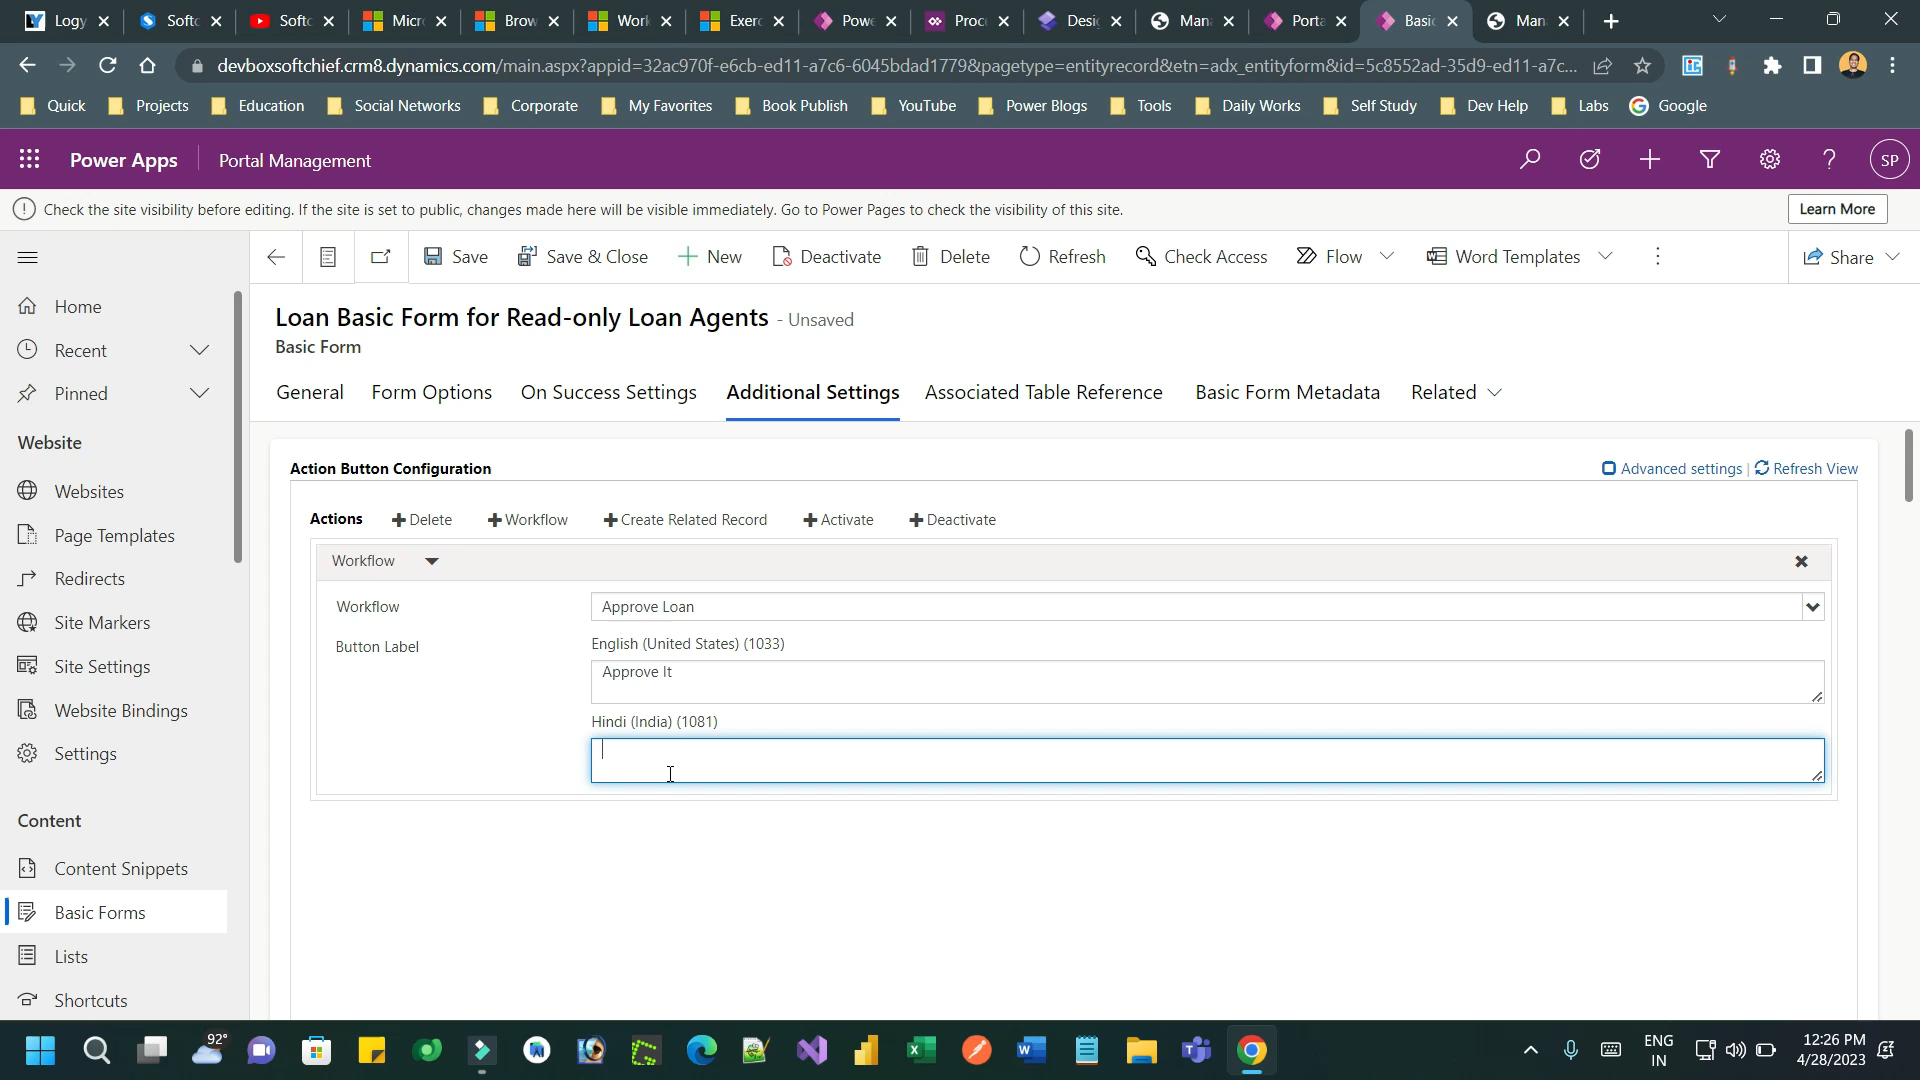 Logy
Softc
Softc
Micr
Brow
Work
Exerc
Powe
Proc
Desi
Man
Porta
Basic
Man
devboxsoftchief.crm8.dynamics.com/main.aspx?appid=32ac970f-e6cb-ed11-a7c6-6045bdad1779&pagetype=entityrecord&etn=adx_entityform&id=5c8552ad-35d9-ed11-a7c...
Quick
Projects
Education
Social Networks
Corporate
My Favorites
Book Publish
YouTube
Power Blogs
Tools
Daily Works
Self Study
Dev Help
Labs
Google
Power Apps
Portal Management
SP
Check the site visibility before editing. If the site is set to public, changes made here will be visible immediately. Go to Power Pages to check the visibility of this site.
Learn More
Save
Save & Close
New
Deactivate
Delete
Refresh
Check Access
Flow
Word Templates
Share
Home
Recent
Pinned
Website
Websites
Page Templates
Redirects
Site Markers
Site Settings
Website Bindings
Settings
Content
Content Snippets
Basic Forms
Lists
Shortcuts
Loan Basic Form for Read-only Loan Agents - Unsaved
Basic Form
General
Form Options
On Success Settings
Additional Settings
Associated Table Reference
Basic Form Metadata
Related
Action Button Configuration
Advanced settings | Refresh View
Actions
Delete
Workflow
Create Related Record
Activate
Deactivate
Workflow
Workflow
Approve Loan
Button Label
English (United States) (1033)
Approve It
Hindi (India) (1081)
92°
ENG
IN
12:26 PM
4/28/2023